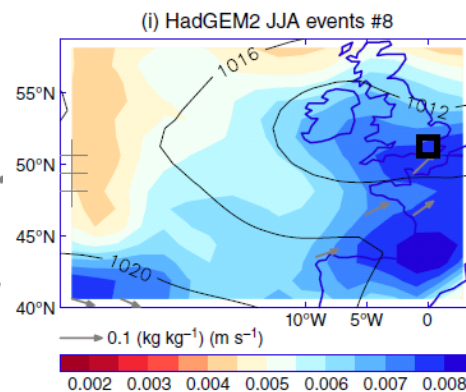 (i) HadGEM2 JJA events #8
1016
1012
55°N
50°N
45°N
1020
40°N
10°W 5°W 0
0.1 (kg kg⁻¹) (m s⁻¹)
0.002 0.003 0.004 0.005 0.006 0.007 0.008